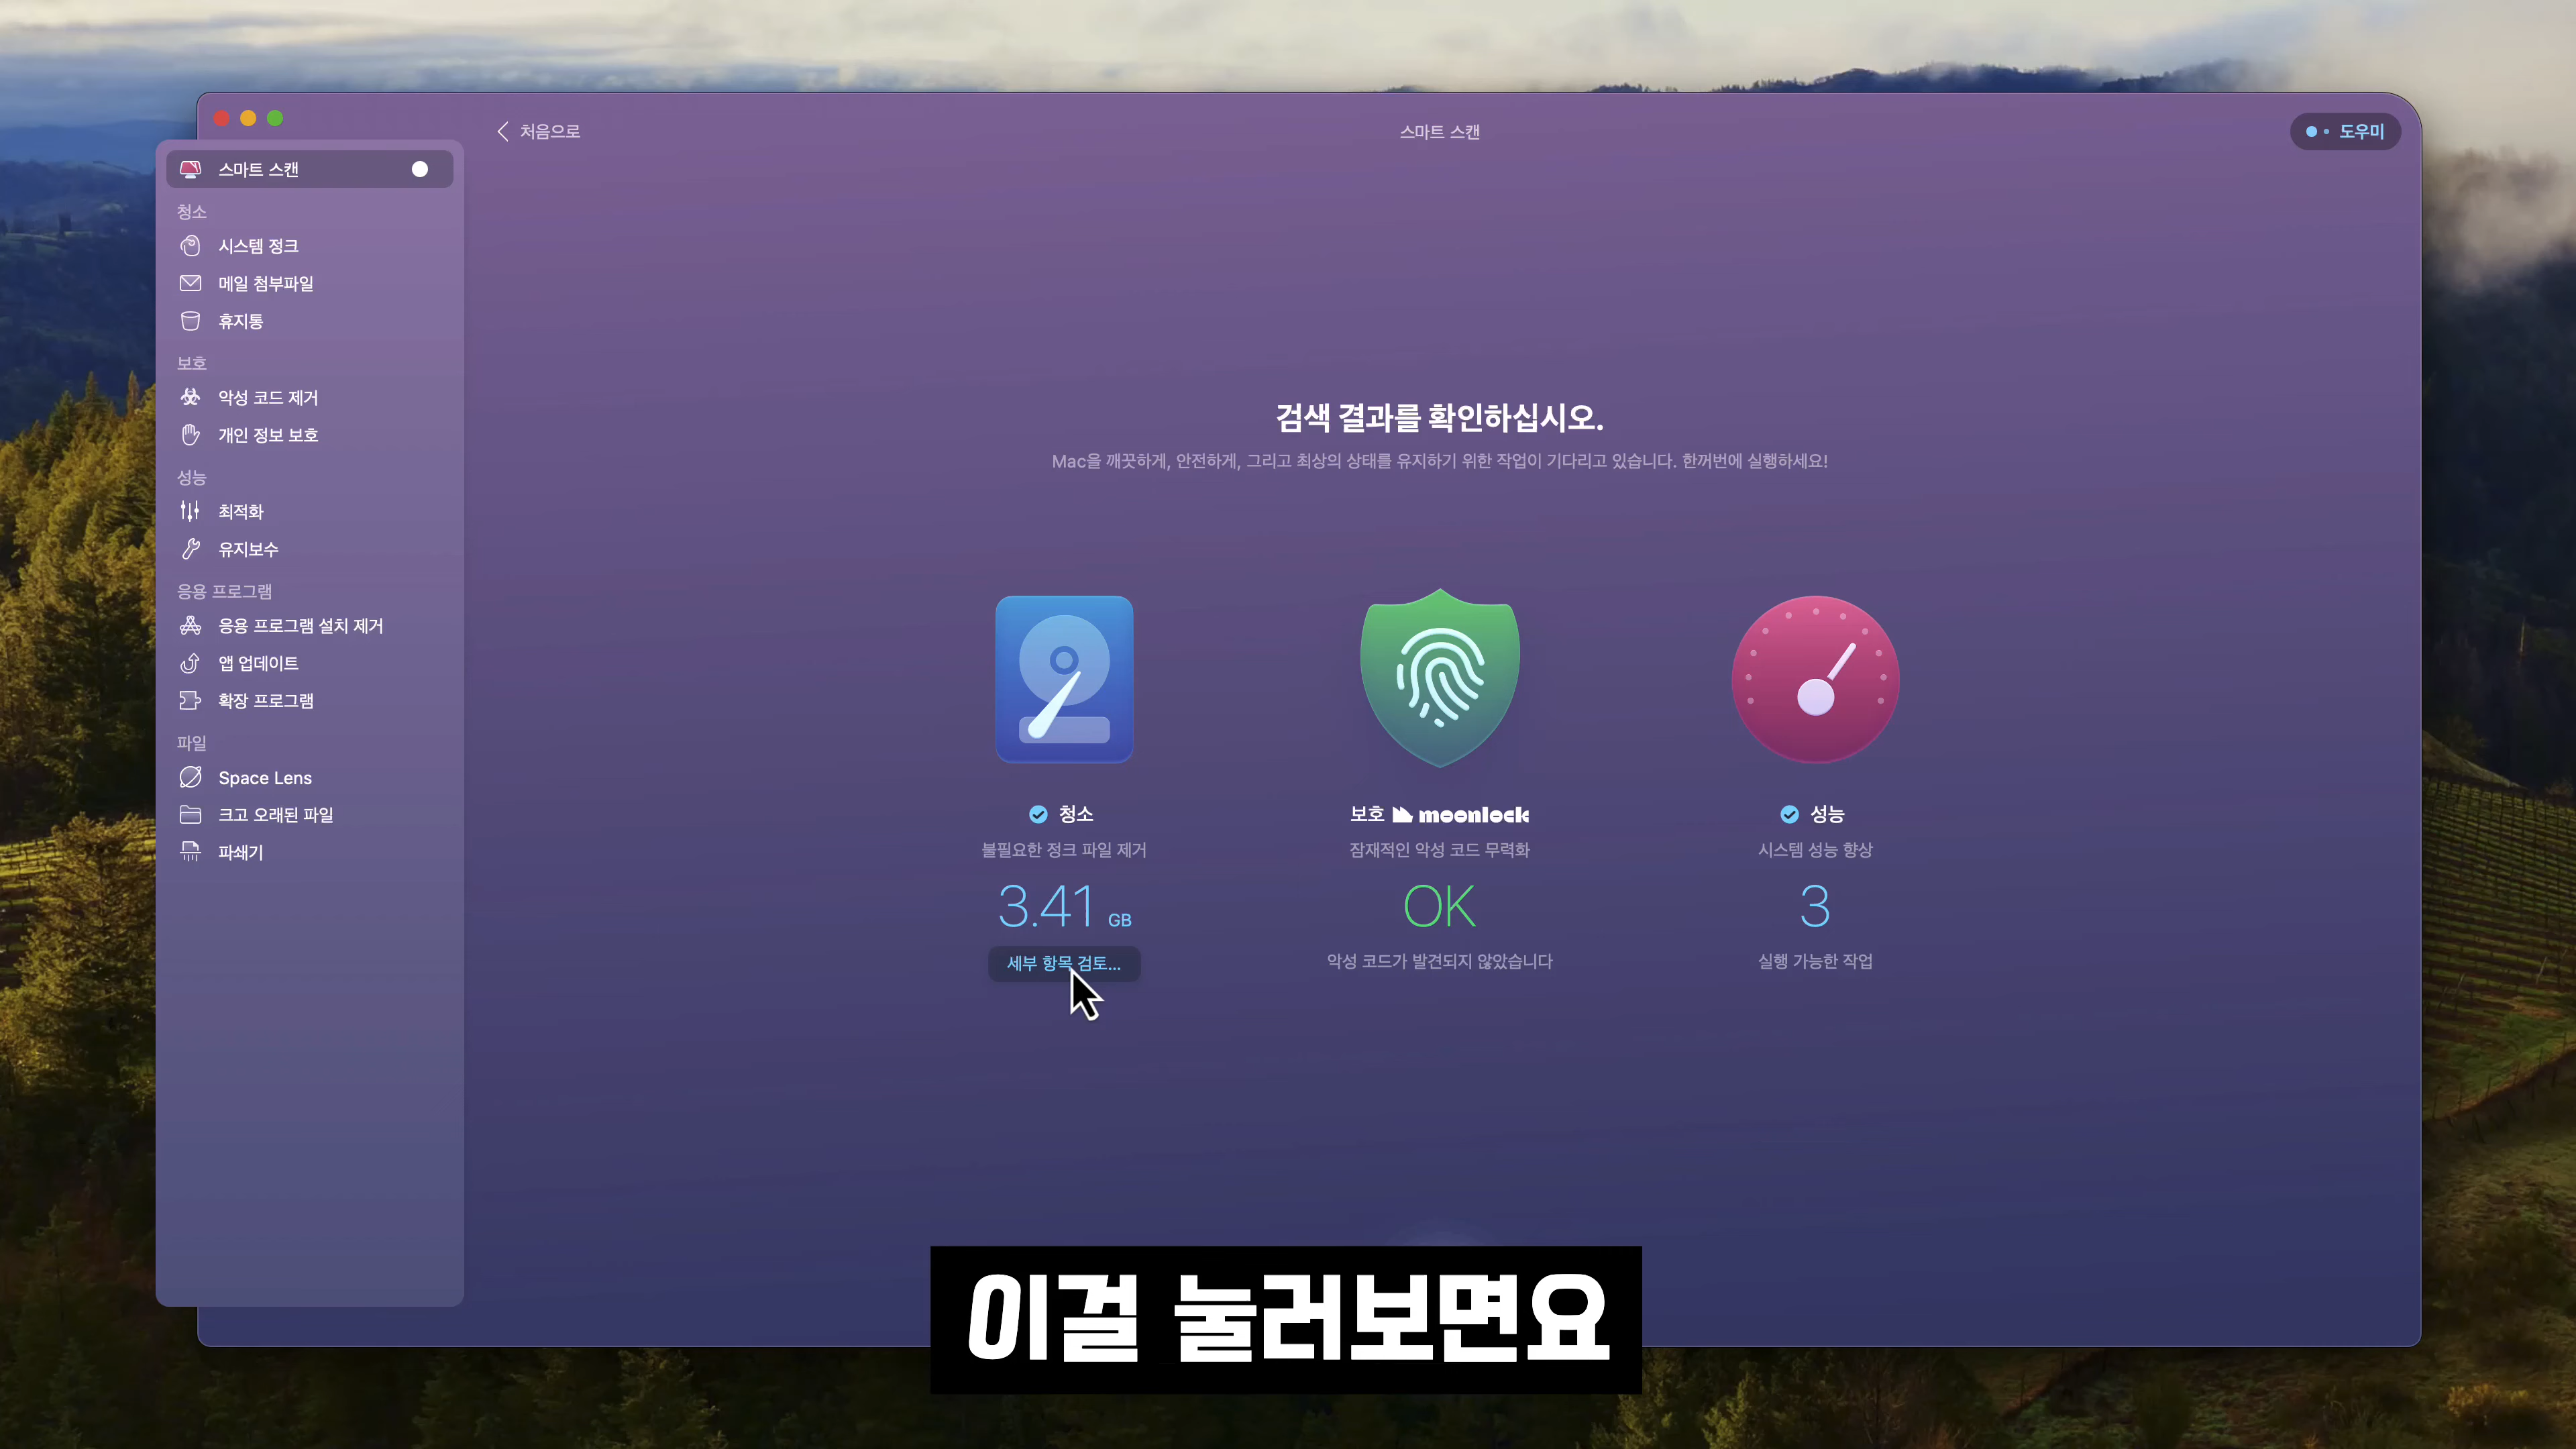 처음으로
스마트 스캔
도우미
스마트 스캔
청소
시스템 정크
메일 첨부파일
휴지통
보호
악성 코드 제거
개인 정보 보호
성능
최적화
유지보수
응용 프로그램
응용 프로그램 설치 제거
앱 업데이트
확장 프로그램
파일
Space Lens
크고 오래된 파일
파쇄기
검색 결과를 확인하십시오.
Mac을 깨끗하게, 안전하게, 그리고 최상의 상태를 유지하기 위한 작업이 기다리고 있습니다. 한꺼번에 실행하세요!
청소
불필요한 정크 파일 제거
3.41 GB
세부 항목 검토...
보호 moonlock
잠재적인 악성 코드 무력화
OK
악성 코드가 발견되지 않았습니다
성능
시스템 성능 향상
3
실행 가능한 작업
이걸 눌러보면요